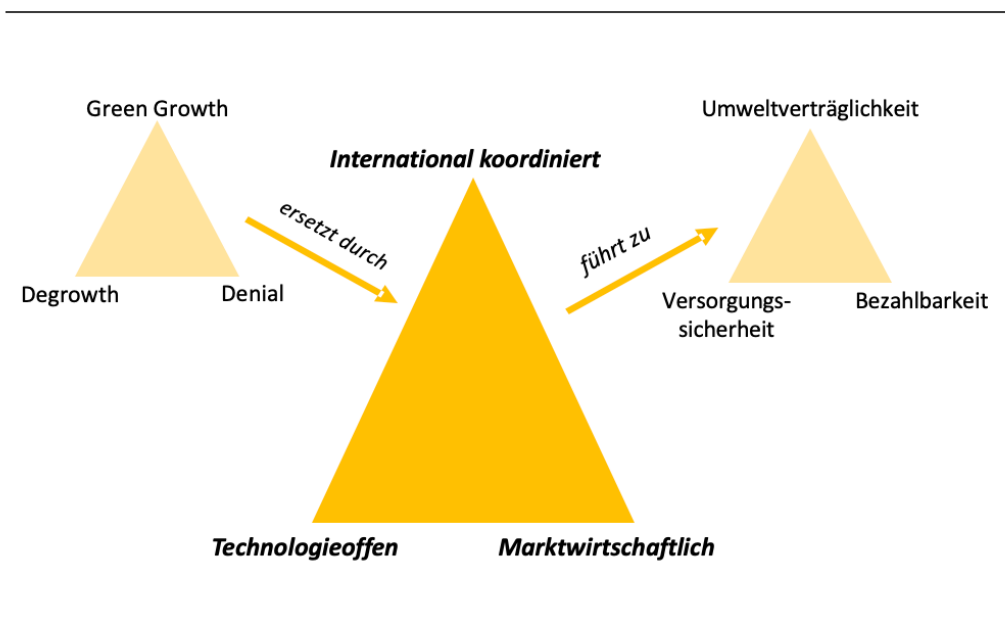 Green Growth
Degrowth
Denial
ersetzt durch
International koordiniert
Technologieoffen
Marktwirtschaftlich
führt zu
Umweltverträglichkeit
Versorgungs-
sicherheit
Bezahlbarkeit